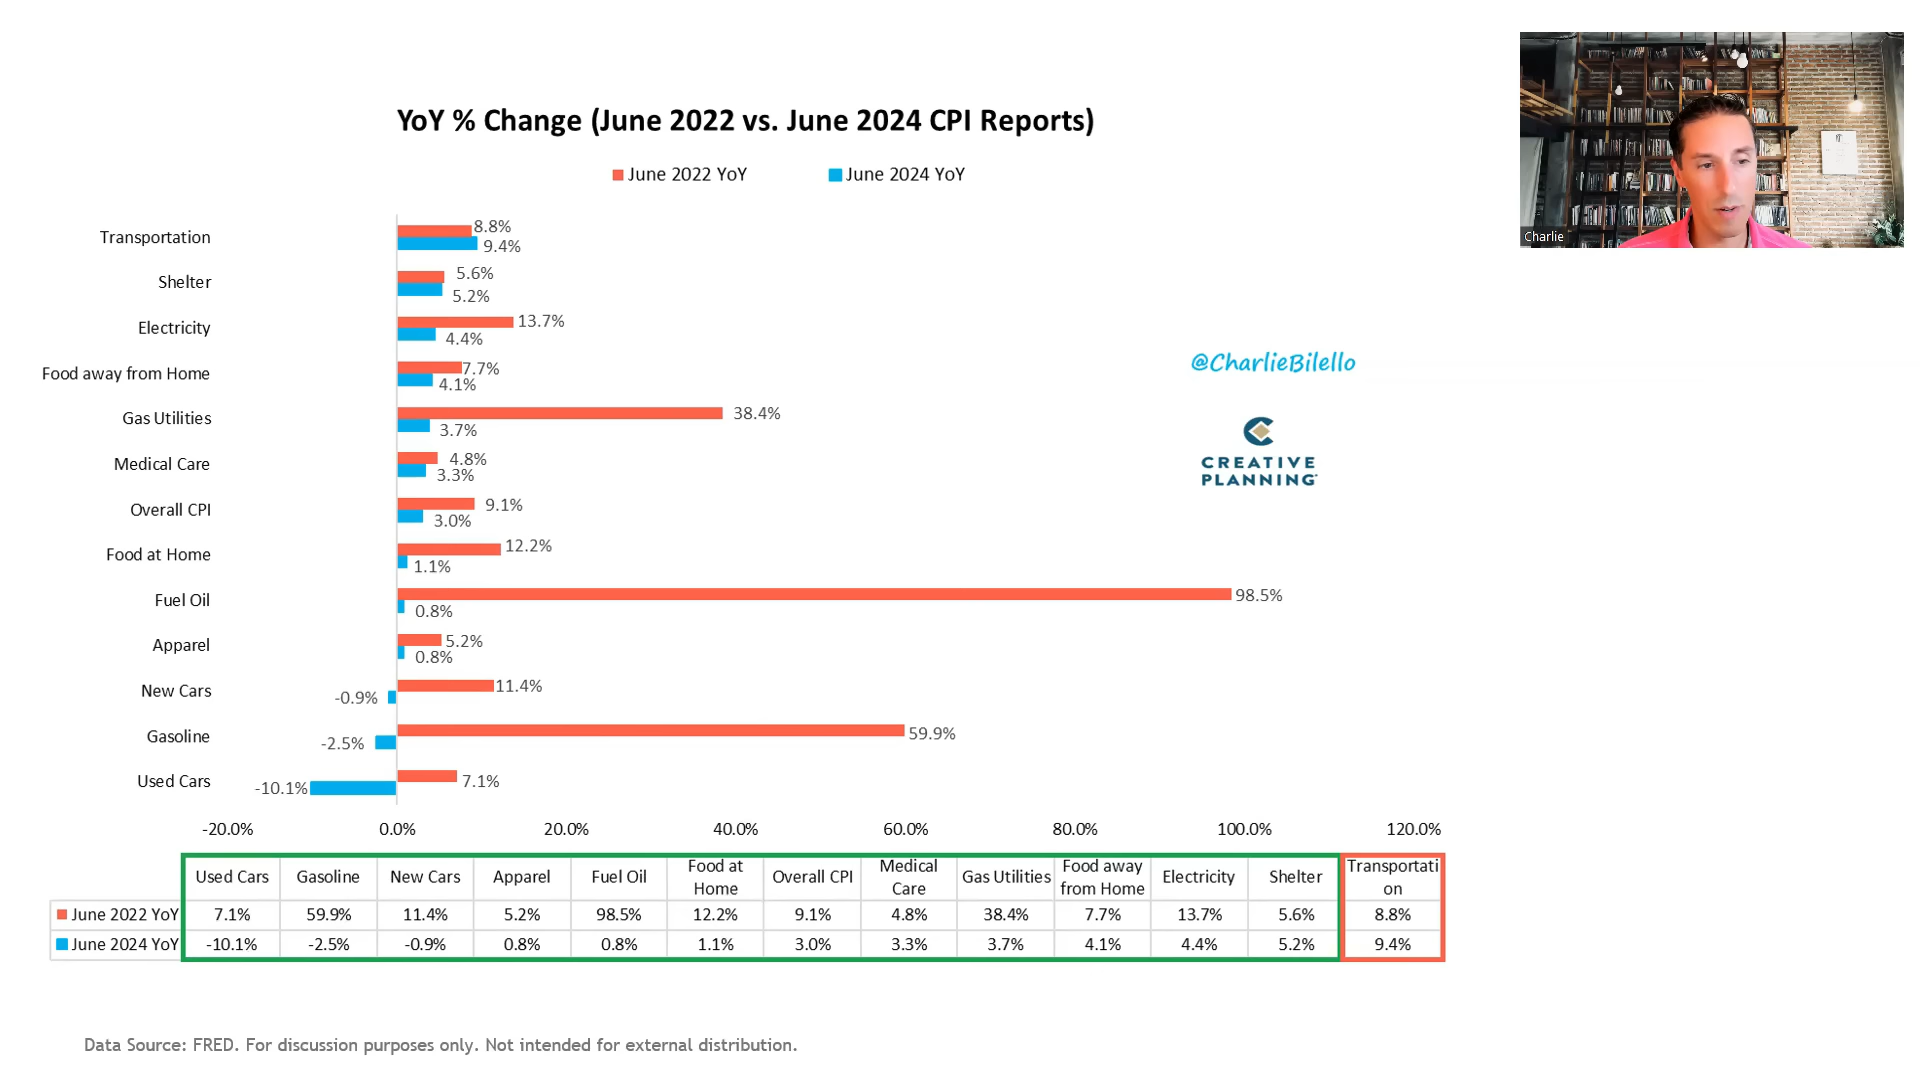 YoY % Change (June 2022 vs. June 2024 CPI Reports)
June 2022 YoY June 2024 YoY
Charlie
Transportation 8.8%
9.4%
Shelter 5.6%
5.2%
Electricity 13.7%
4.4%
Food away from Home 7.7%
4.1%
Gas Utilities 38.4%
3.7%
Medical Care 4.8%
3.3%
Overall CPI 9.1%
3.0%
Food at Home 12.2%
1.1%
Fuel Oil 98.5%
0.8%
Apparel 5.2%
0.8%
New Cars 11.4%
-0.9%
Gasoline 59.9%
-2.5%
Used Cars 7.1%
-10.1%
@CharlieBilello
CREATIVE
PLANNING
-20.0% 0.0% 20.0% 40.0% 60.0% 80.0% 100.0% 120.0%
Used Cars Gasoline New Cars Apparel Fuel Oil Food at Home Overall CPI Medical Care Gas Utilities Food away from Home Electricity Shelter Transportati on
June 2022 YoY 7.1% 59.9% 11.4% 5.2% 98.5% 12.2% 9.1% 4.8% 38.4% 7.7% 13.7% 5.6% 8.8%
June 2024 YoY -10.1% -2.5% -0.9% 0.8% 0.8% 1.1% 3.0% 3.3% 3.7% 4.1% 4.4% 5.2% 9.4%
Data Source: FRED. For discussion purposes only. Not intended for external distribution.